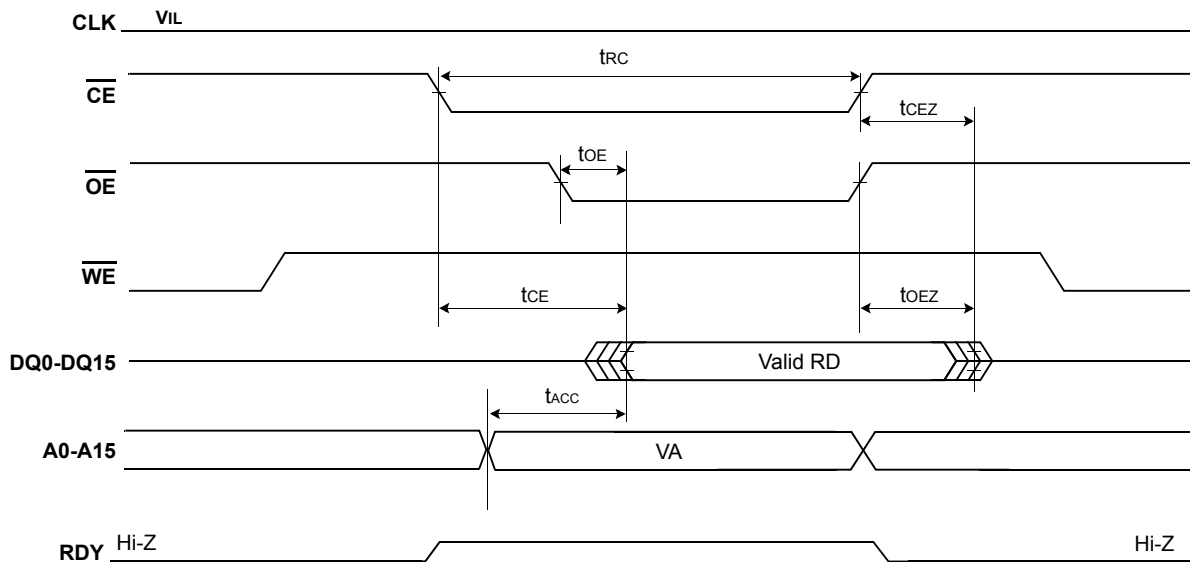 CLK VIL
tRC
CE
tCEZ
tOE
OE
WE
tCE
tOEZ
DQ0-DQ15
Valid RD
tACC
A0-A15
VA
RDY Hi-Z
Hi-Z